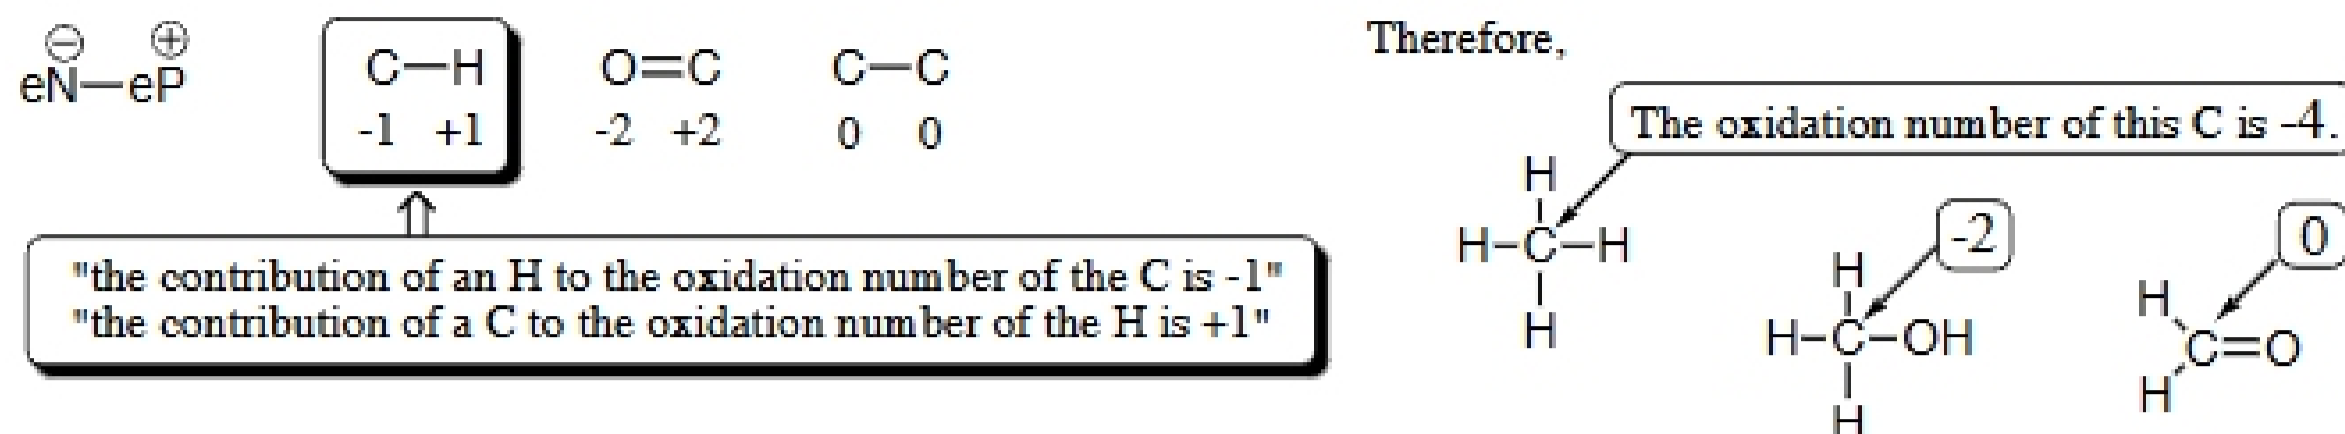 ⊖ ⊕
eN—eP
C—H
-1 +1
O=C
-2 +2
C—C
0 0
"the contribution of an H to the oxidation number of the C is -1"
"the contribution of a C to the oxidation number of the H is +1"
Therefore,
The oxidation number of this C is -4.
H
H—C—H
H
-2
H
H—C—OH
H
0
H
C=O
H